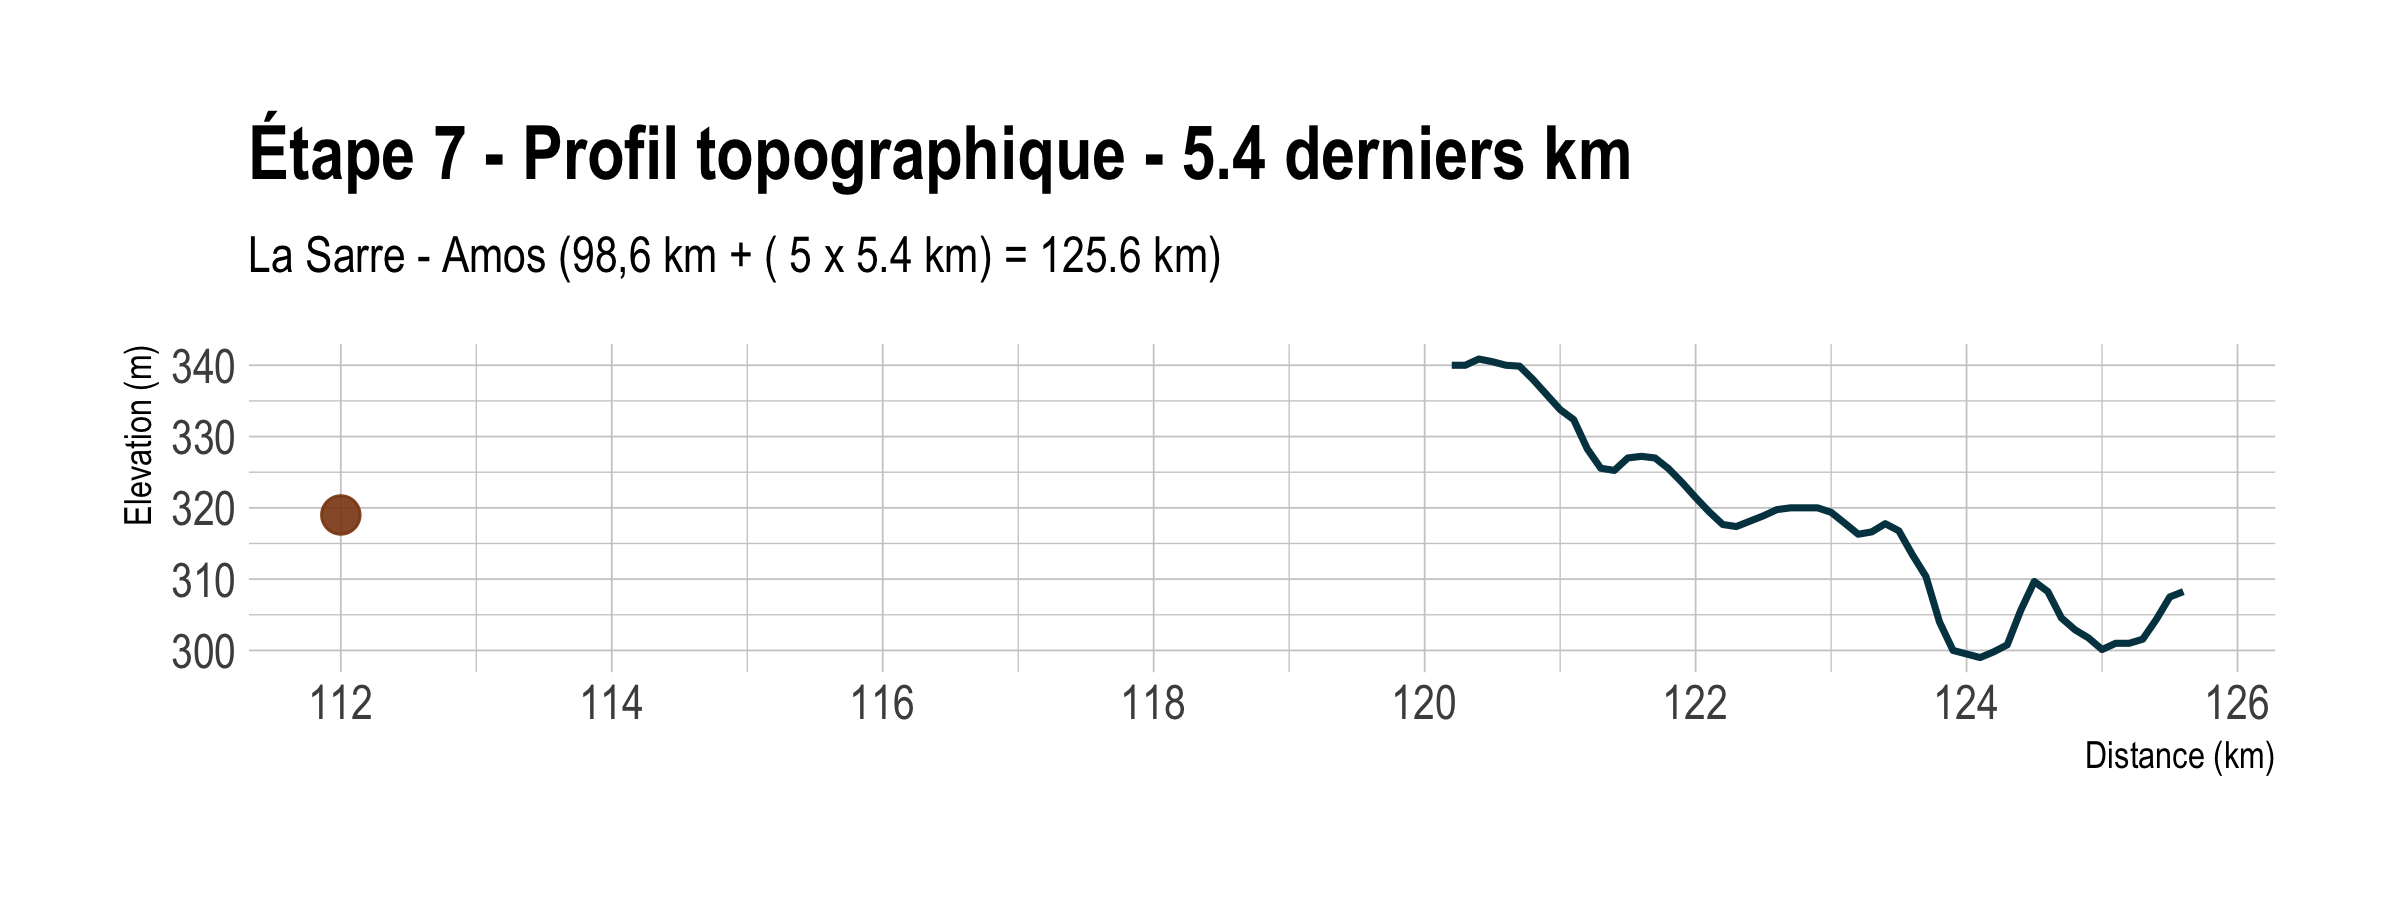 Étape 7 - Profil topographique - 5.4 derniers km
La Sarre - Amos (98,6 km + ( 5 x 5.4 km) = 125.6 km)
Elevation (m)
340
330
320
310
300
112 114 116 118 120 122 124 126
Distance (km)